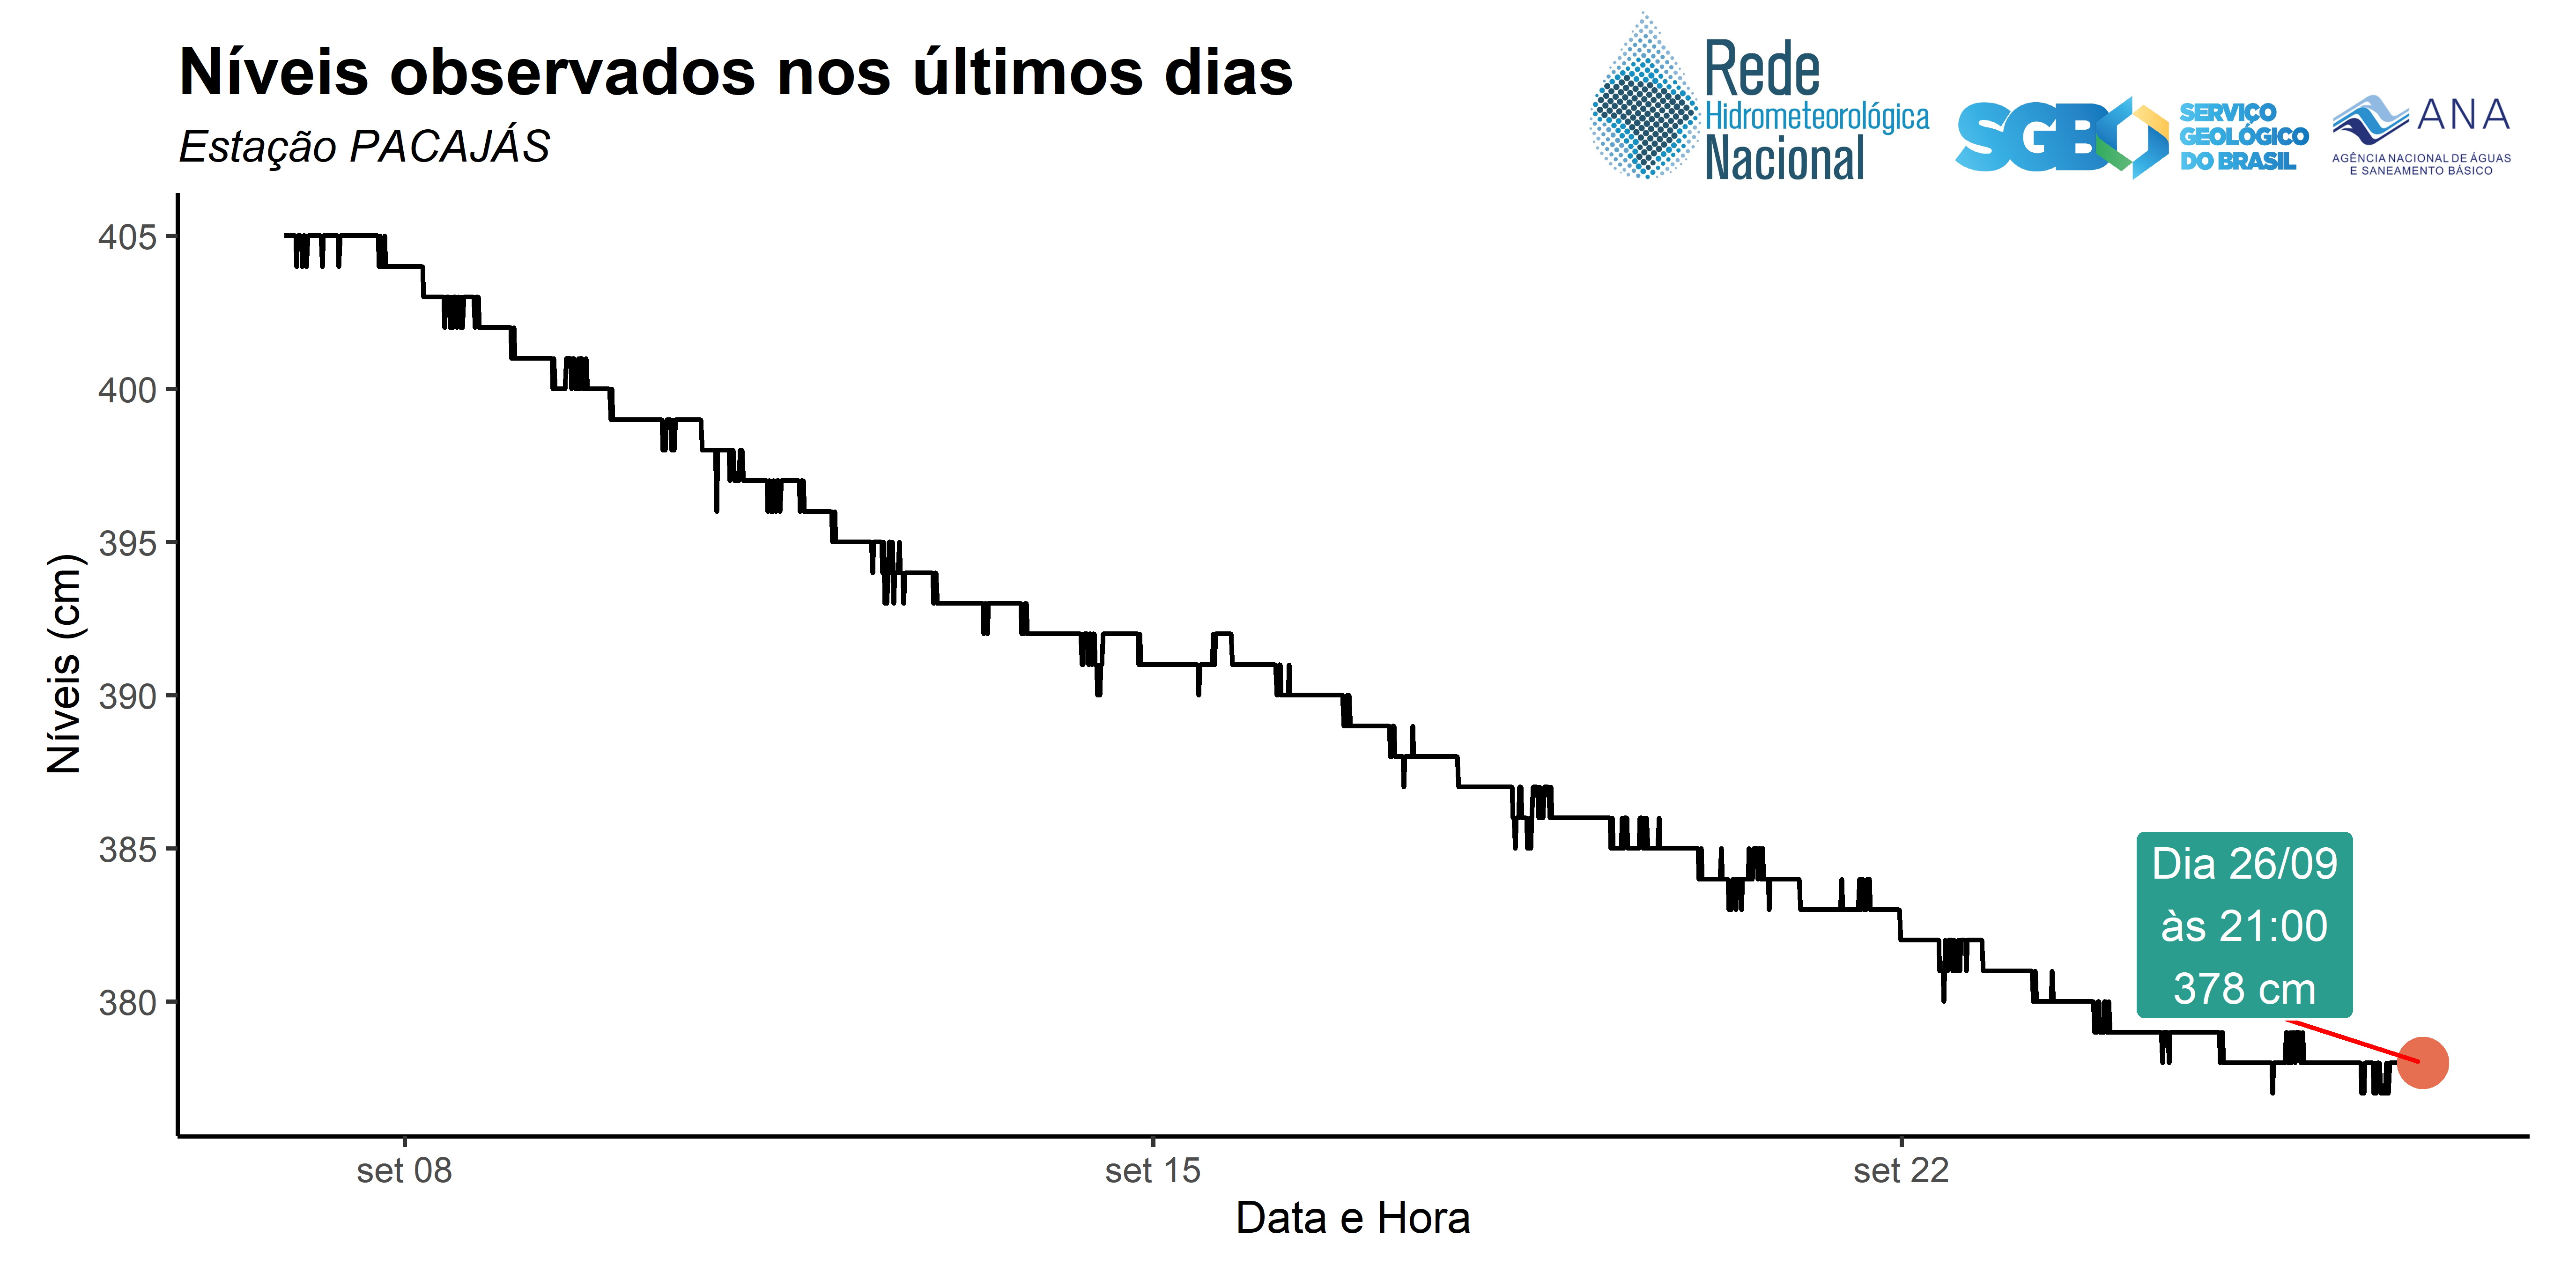 Níveis observados nos últimos dias
Estação PACAJÁS
Rede
Hidrometeorológica
Nacional
SGB
SERVIÇO
GEOLÓGICO
DO BRASIL
ANA
AGÊNCIA NACIONAL DE ÁGUAS
E SANEAMENTO BÁSICO
Níveis (cm)
405
400
395
390
385
380
Dia 26/09
às 21:00
378 cm
set 08
set 15
set 22
Data e Hora